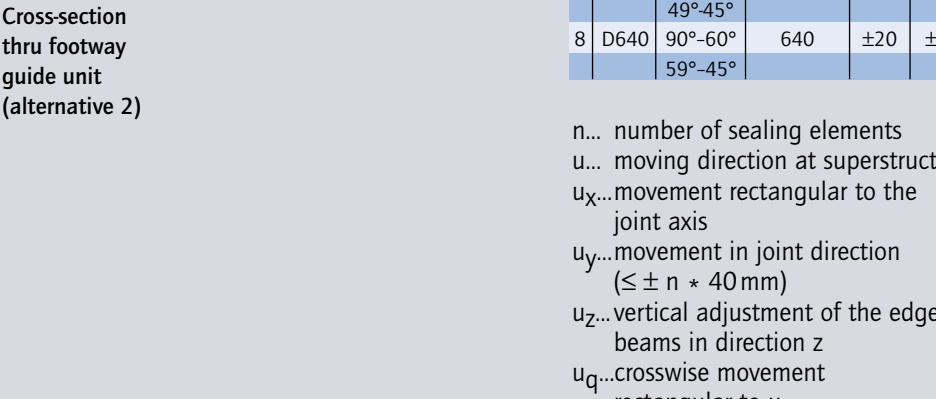 Cross-section
thru footway
guide unit
(alternative 2)
49°-45°
8 D640 90°–60° 640 ±20
59°–45°
n... number of sealing elements
u... moving direction at superstruct
ux...movement rectangular to the
joint axis
uy...movement in joint direction
(≤ ± n * 40 mm)
uz...vertical adjustment of the edge
beams in direction z
uq...crosswise movement
rectangular to u